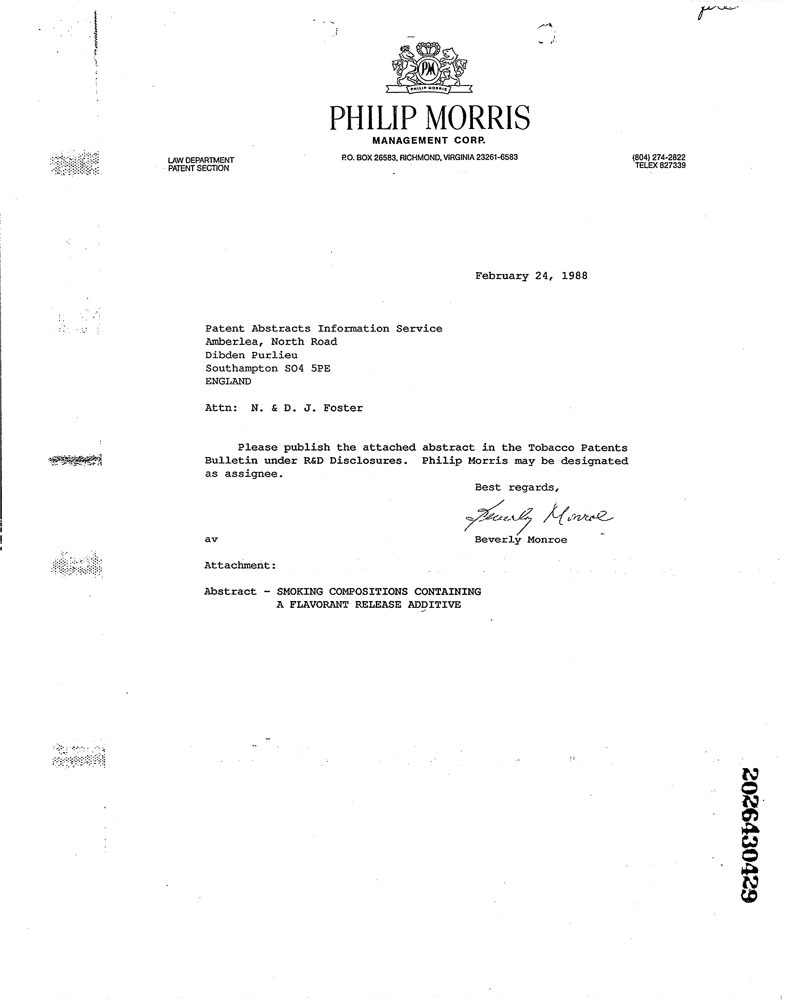 PM
PHILIP MORRIS
PHILIP MORRIS
MANAGEMENT CORP.
LAW DEPARTMENT
PATENT SECTION
P.O. BOX 26583, RICHMOND, VIRGINIA 23261-6583
(804) 274-2822
TELEX 827339
February 24, 1988
Patent Abstracts Information Service
Amberlea, North Road
Dibden Purlieu
Southampton SO4 5PE
ENGLAND
Attn:  N. & D. J. Foster
Please publish the attached abstract in the Tobacco Patents
Bulletin under R&D Disclosures.  Philip Morris may be designated
as assignee.
Best regards,
Beverly Monroe
av
Beverly Monroe
Attachment:
Abstract - SMOKING COMPOSITIONS CONTAINING
A FLAVORANT RELEASE ADDITIVE
2026430429